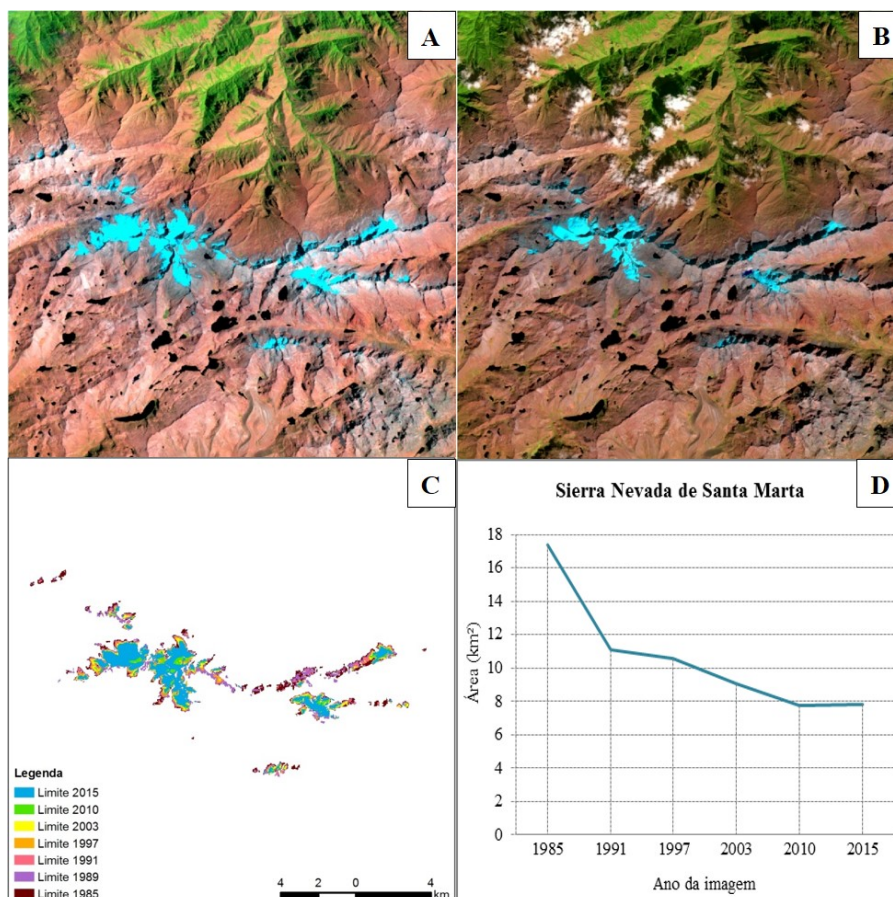 A
B
C
Legenda
Limite 2015
Limite 2010
Limite 2003
Limite 1997
Limite 1991
Limite 1989
Limite 1985
4 2 0 4
km
D
Sierra Nevada de Santa Marta
Área (km²)
18
16
14
12
10
8
6
4
2
0
1985 1991 1997 2003 2010 2015
Ano da imagem